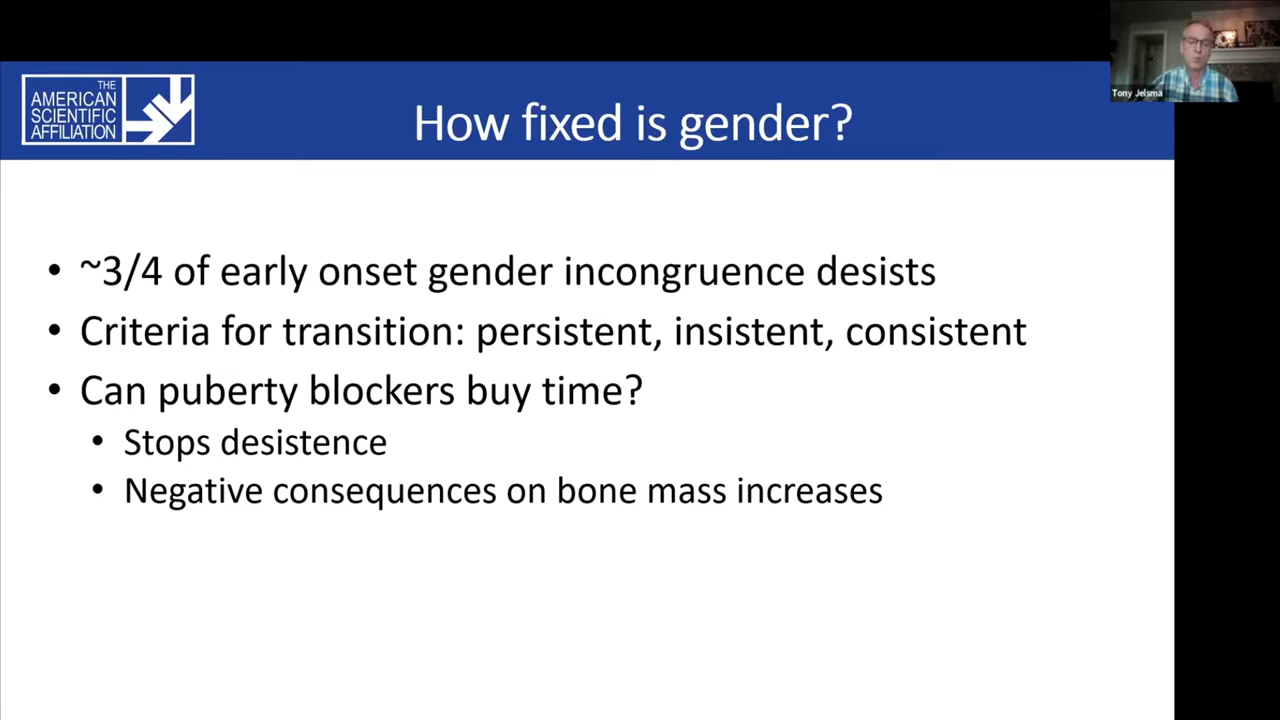 THE
AMERICAN
SCIENTIFIC
AFFILIATION
How fixed is gender?
Tony Jelsma
• ~3/4 of early onset gender incongruence desists
• Criteria for transition: persistent, insistent, consistent
• Can puberty blockers buy time?
• Stops desistence
• Negative consequences on bone mass increases